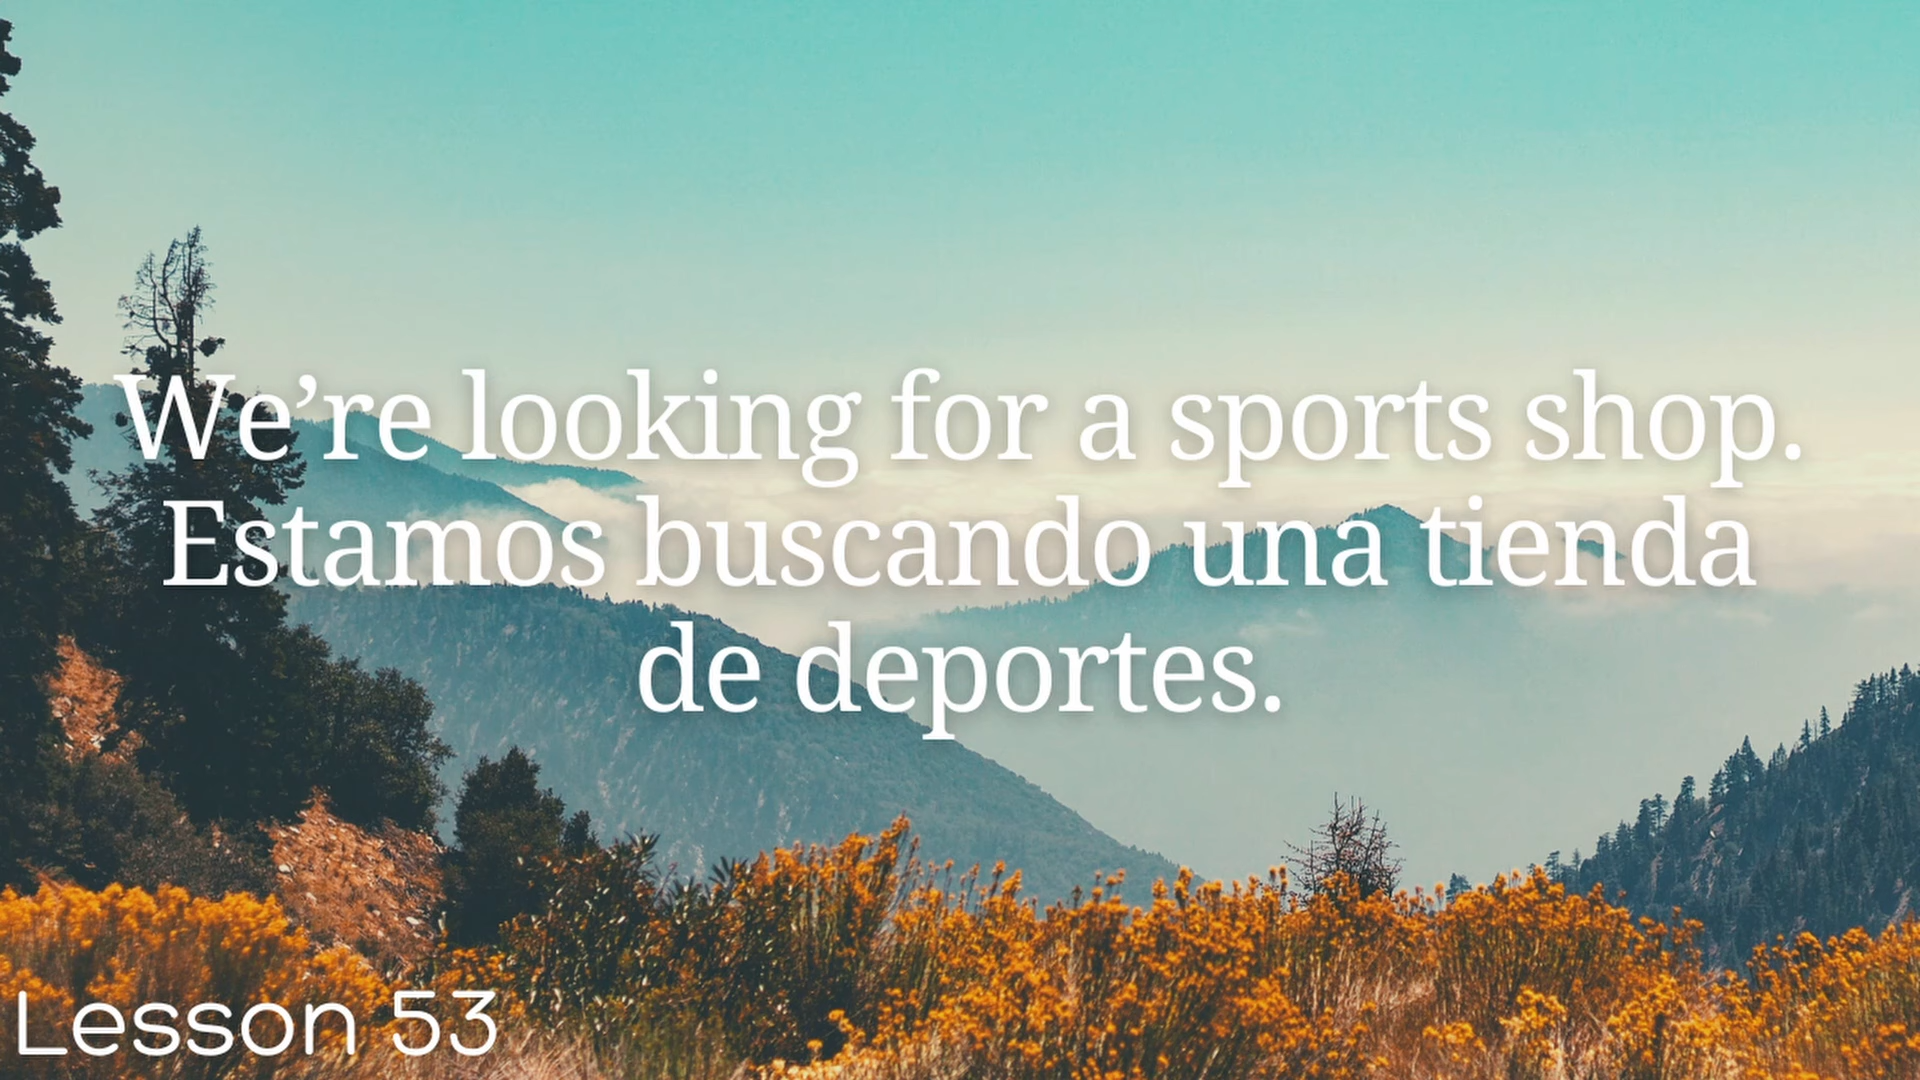 We’re looking for a sports shop.
Estamos buscando una tienda
de deportes.
Lesson 53